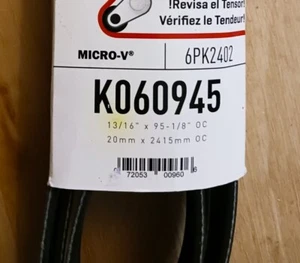 !Revisa el Tensor!
Vérifiez le Tendeur!
MICRO-V®
6PK2402
K060945
13/16" x 95-1/8" OC
20mm x 2415mm OC
72053 00960